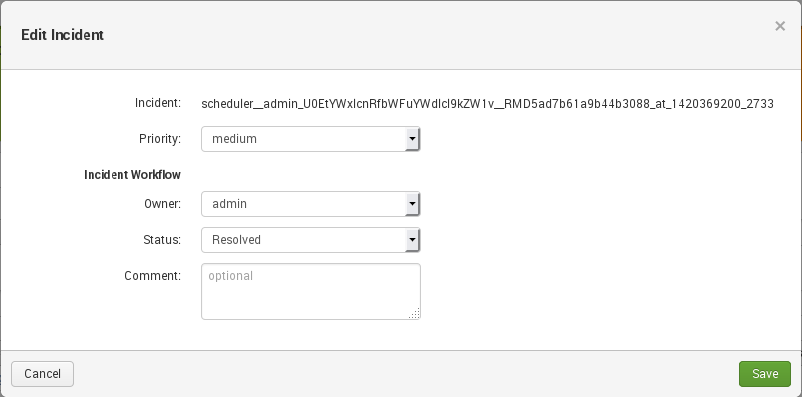 Edit Incident
×
Incident: scheduler__admin_U0EtYWxlcnRfbWFuYWdlcl9kZW1v__RMD5ad7b61a9b44b3088_at_1420369200_2733
Priority: medium
Incident Workflow
Owner: admin
Status: Resolved
Comment: optional
Cancel Save